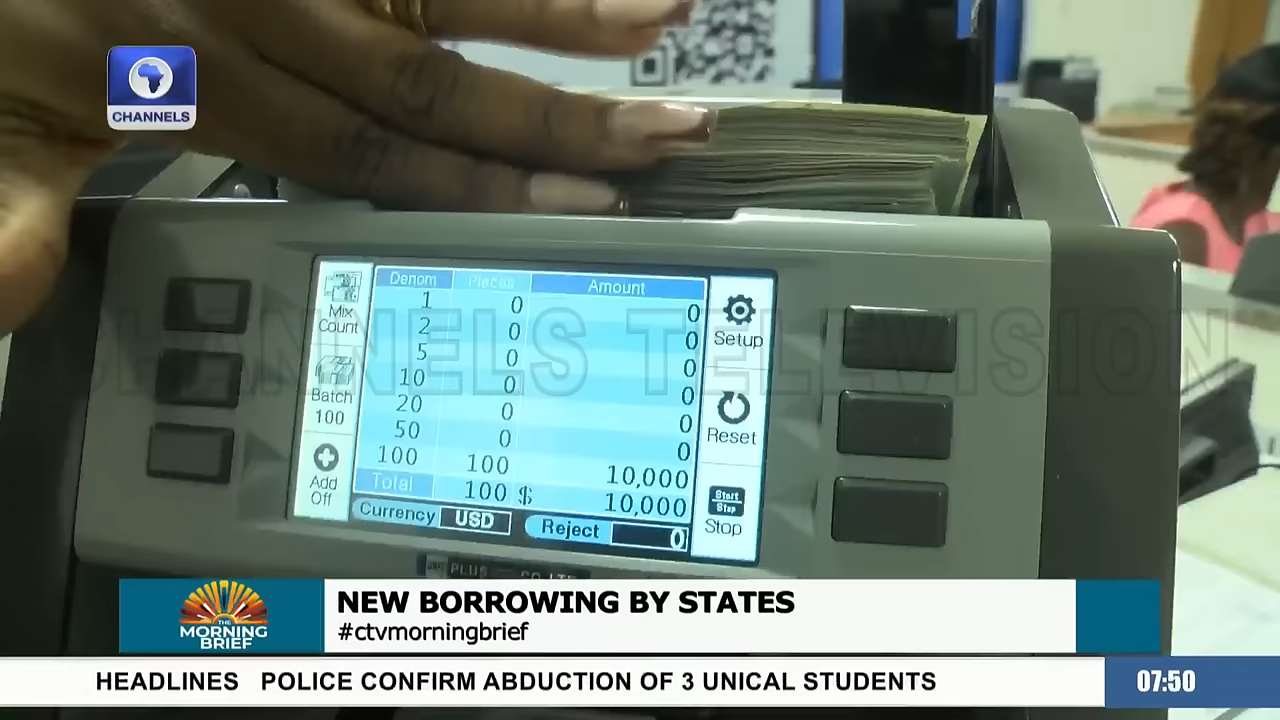 CHANNELS
CHANNELS TELEVISION
Denom Pieces Amount
1 0 0
2 0 0
5 0 0
10 0 0
20 0 0
50 0 0
100 100 10,000
Total 100 $ 10,000
Currency USD Reject 0
Mix
Count
Batch
100
Add
Off
Setup
Reset
Start
Stop
Stop
PLUS
CO LTD
THE
MORNING
BRIEF
NEW BORROWING BY STATES
#ctvmorningbrief
HEADLINES POLICE CONFIRM ABDUCTION OF 3 UNICAL STUDENTS
07:50